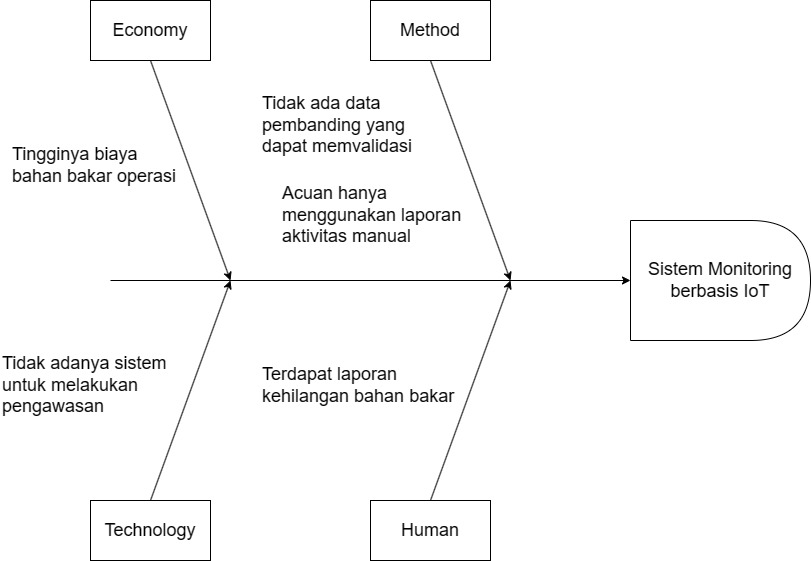 Economy
Method
Tidak ada data
pembanding yang
dapat memvalidasi
Tingginya biaya
bahan bakar operasi
Acuan hanya
menggunakan laporan
aktivitas manual
Sistem Monitoring
berbasis IoT
Tidak adanya sistem
untuk melakukan
pengawasan
Terdapat laporan
kehilangan bahan bakar
Technology
Human